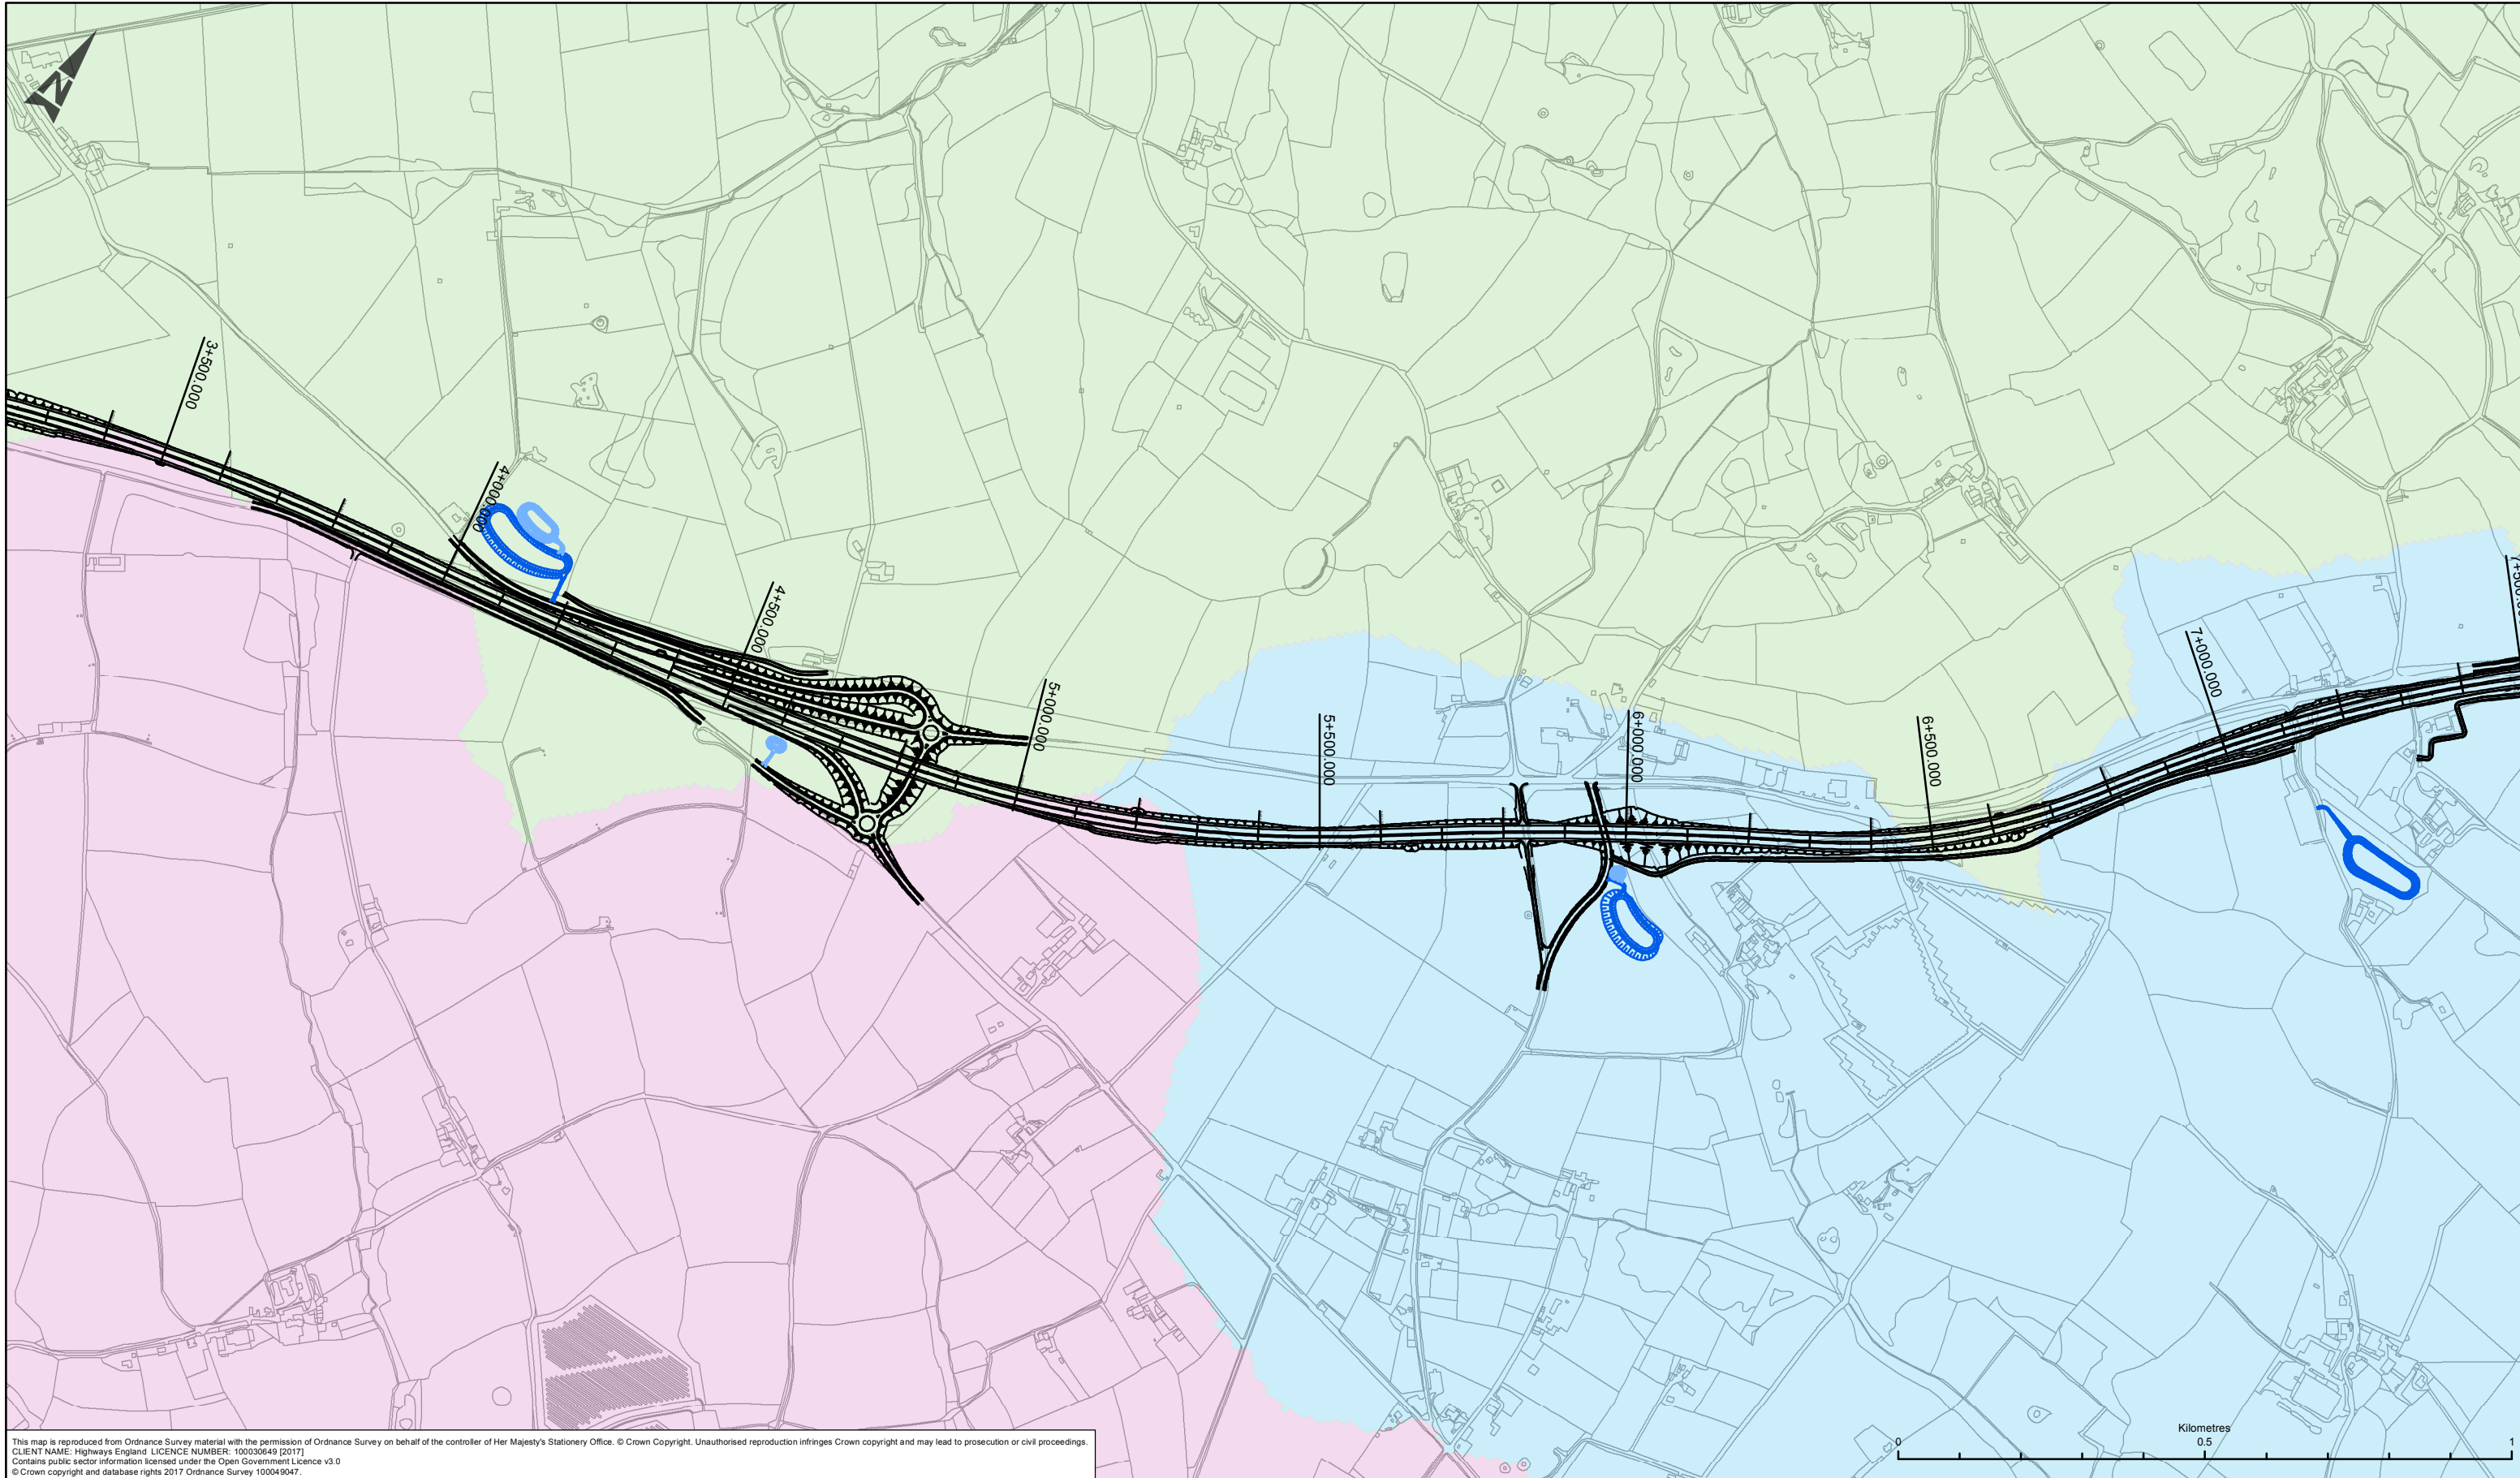 N
3+500.000
4+000.000
4+500.000
5+000.000
5+500.000
6+000.000
6+500.000
7+000.000
Kilometres
0 0.5 1
This map is reproduced from Ordnance Survey material with the permission of Ordnance Survey on behalf of the controller of Her Majesty's Stationery Office. © Crown Copyright. Unauthorised reproduction infringes Crown copyright and may lead to prosecution or civil proceedings.
CLIENT NAME: Highways England LICENCE NUMBER: 100030649 [2017]
Contains public sector information licensed under the Open Government Licence v3.0
© Crown copyright and database rights 2017 Ordnance Survey 100049047.